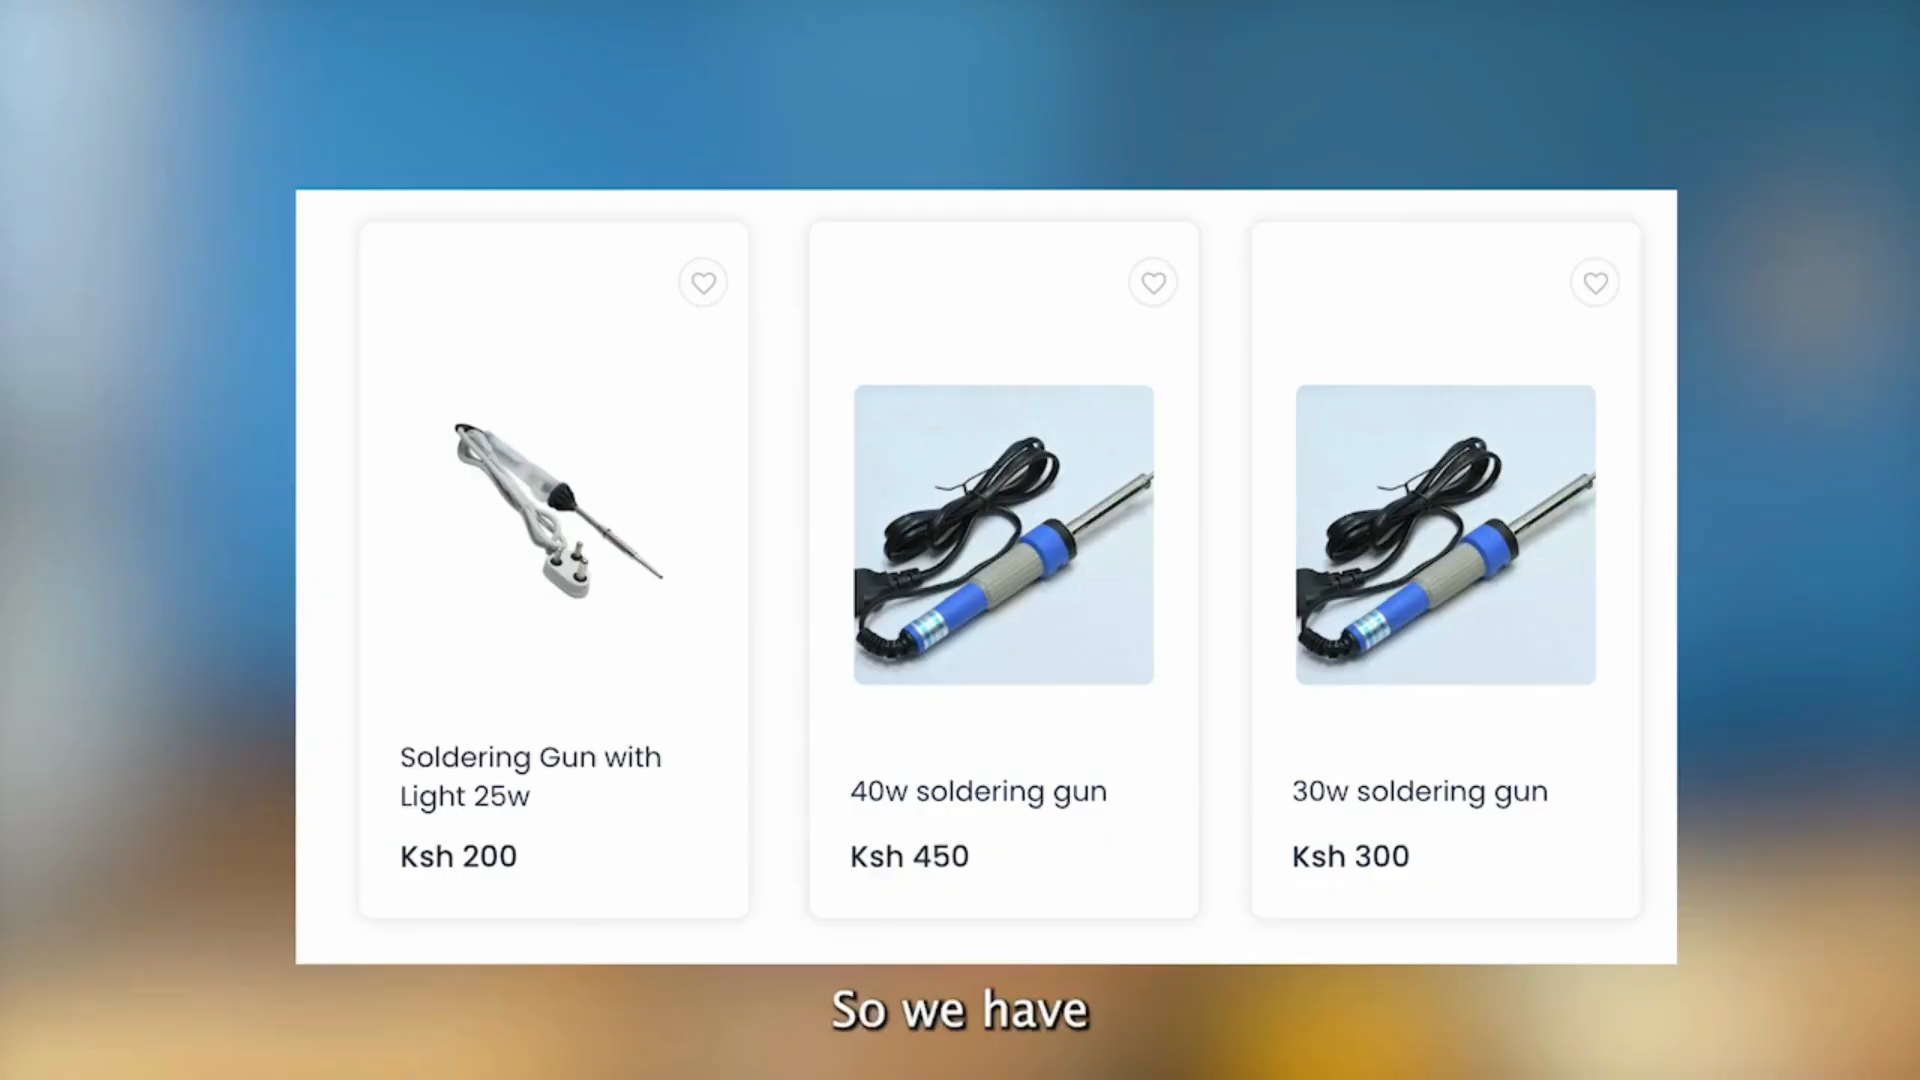 Soldering Gun with
Light 25w
Ksh 200
40w soldering gun
Ksh 450
30w soldering gun
Ksh 300
So we have